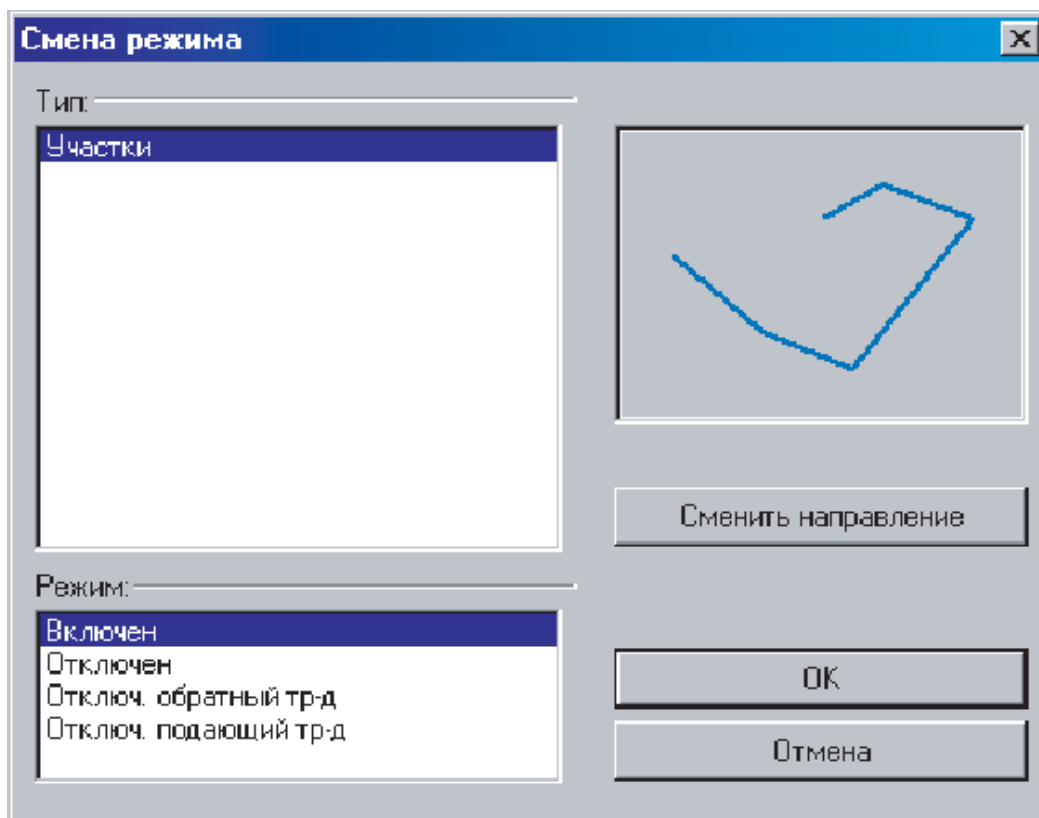 Смена режима
Тип:
Участки
Сменить направление
Режим:
Включен
Отключен
Отключ. обратный тр-д
Отключ. подающий тр-д
OK
Отмена